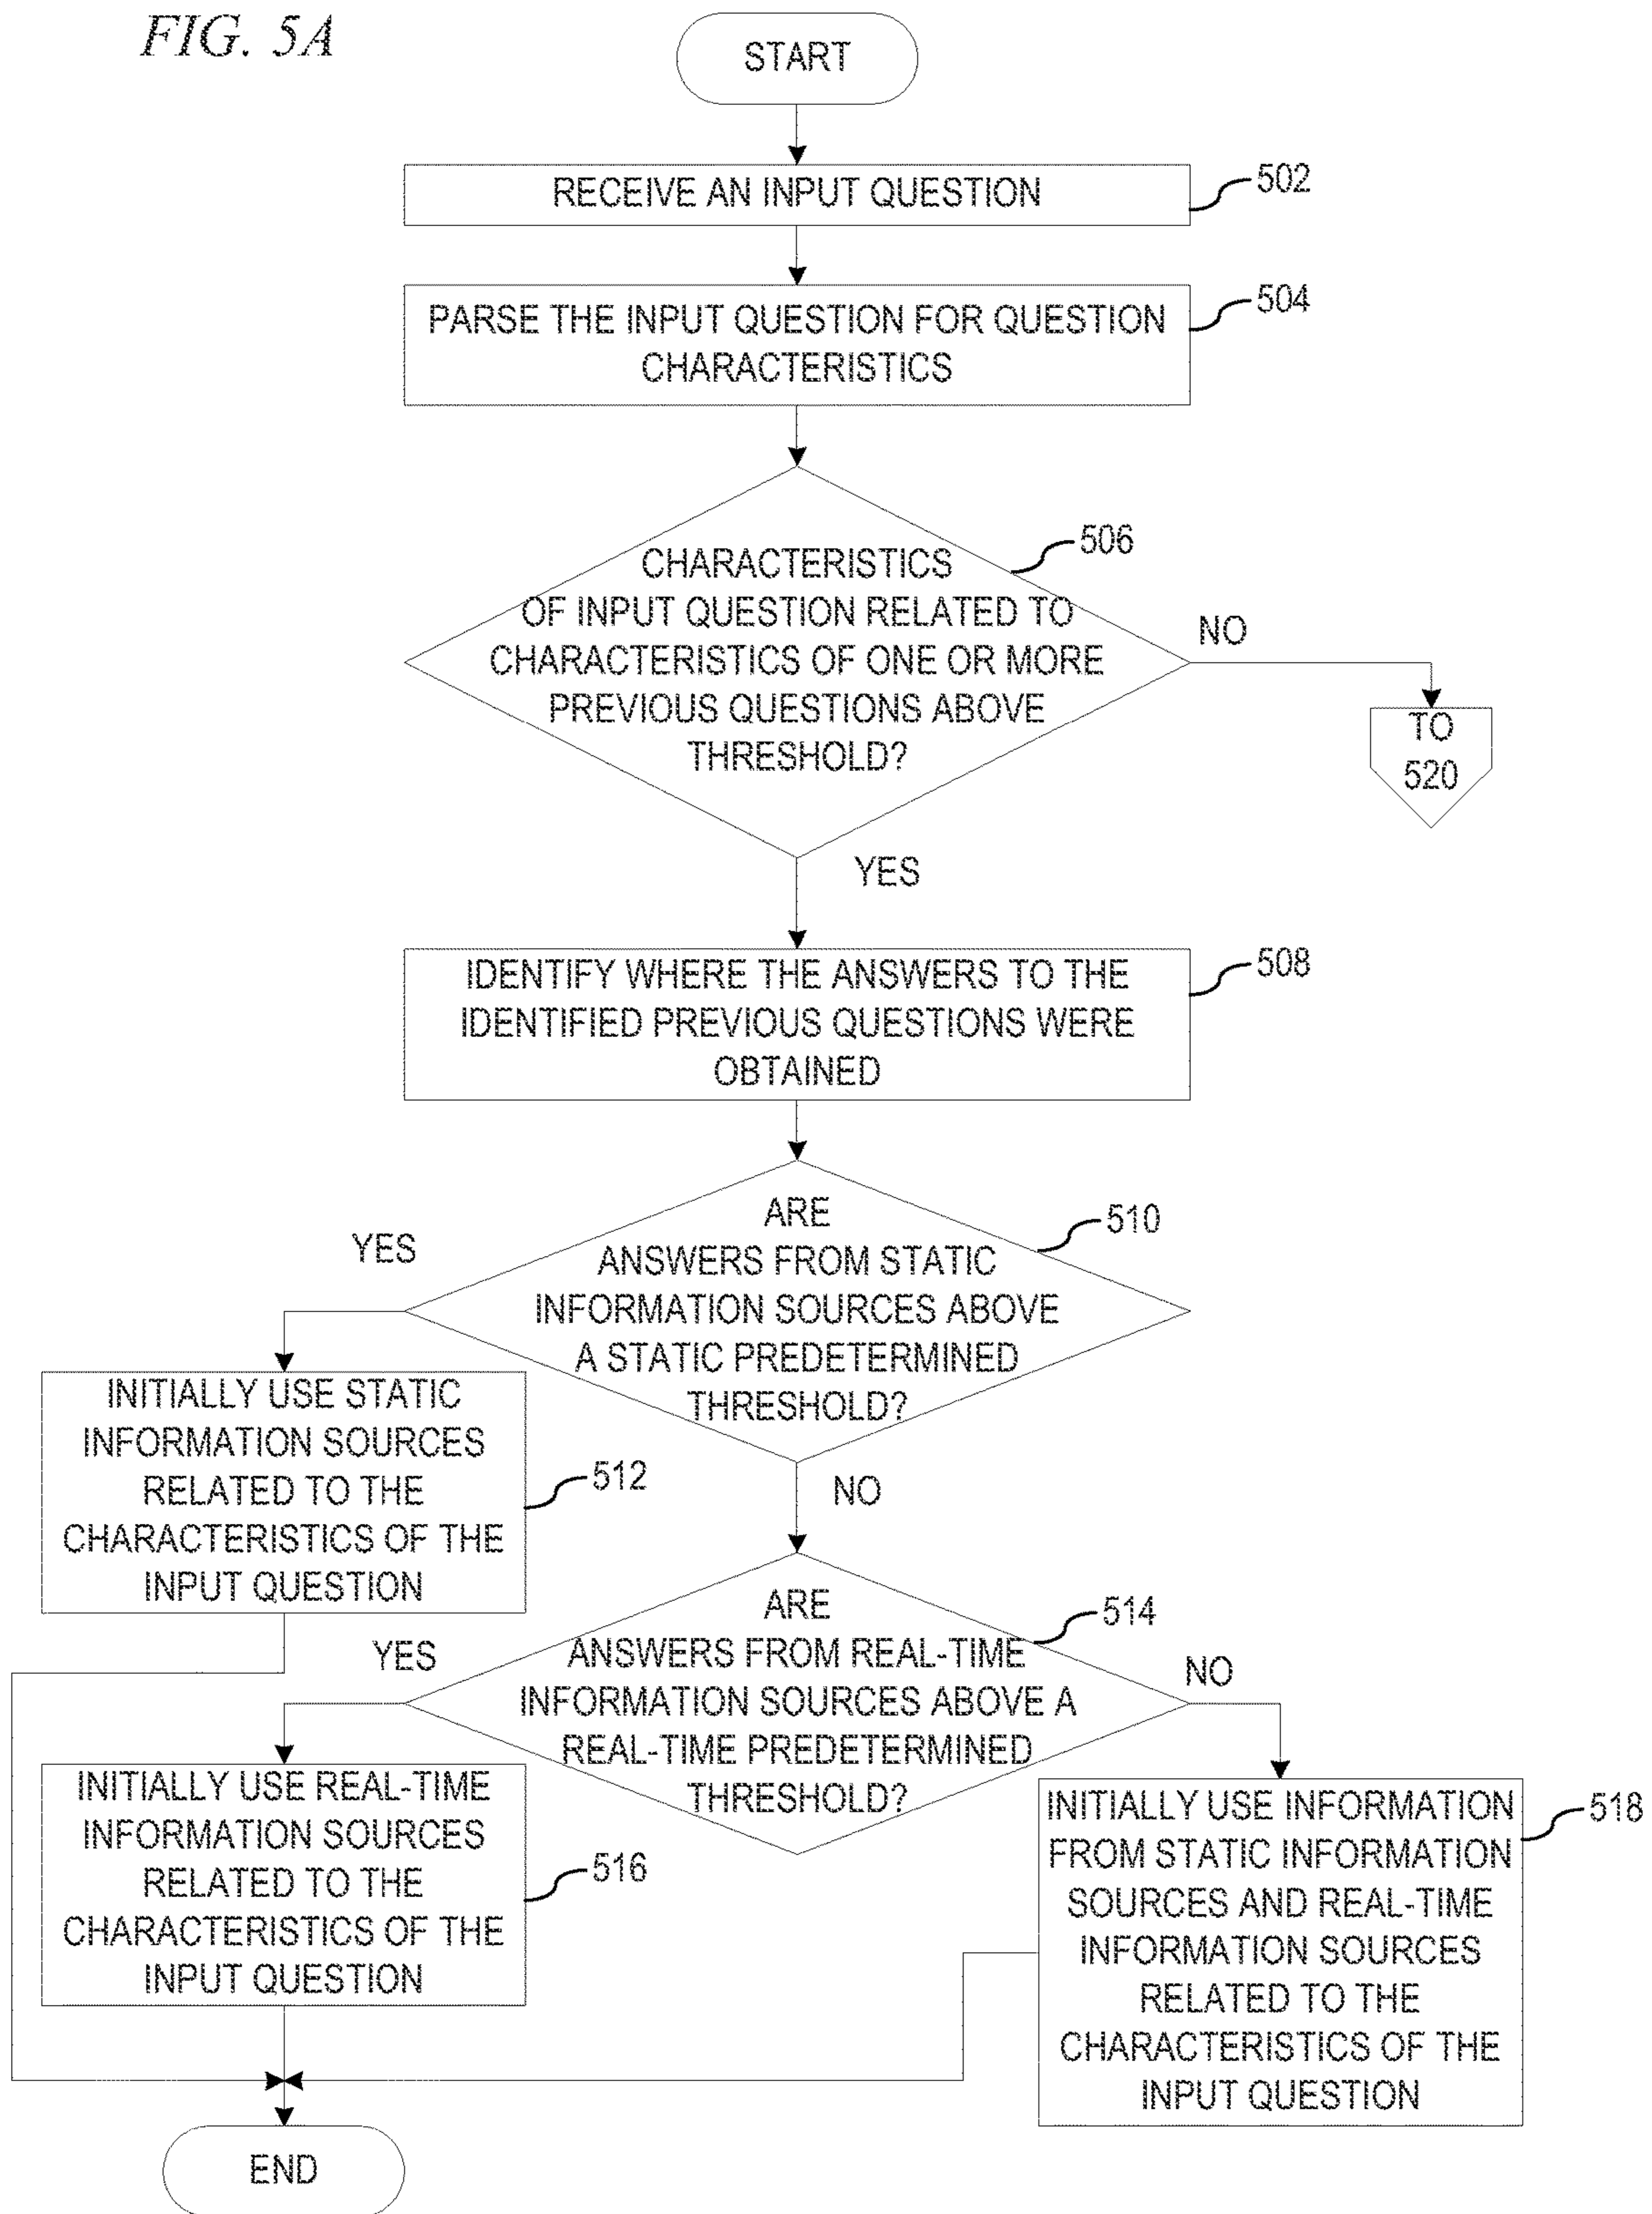 FIG. 5A
START
RECEIVE AN INPUT QUESTION
502
PARSE THE INPUT QUESTION FOR QUESTION
CHARACTERISTICS
504
CHARACTERISTICS
OF INPUT QUESTION RELATED TO
CHARACTERISTICS OF ONE OR MORE
PREVIOUS QUESTIONS ABOVE
THRESHOLD?
506
NO
TO
520
YES
IDENTIFY WHERE THE ANSWERS TO THE
IDENTIFIED PREVIOUS QUESTIONS WERE
OBTAINED
508
ARE
ANSWERS FROM STATIC
INFORMATION SOURCES ABOVE
A STATIC PREDETERMINED
THRESHOLD?
510
YES
INITIALLY USE STATIC
INFORMATION SOURCES
RELATED TO THE
CHARACTERISTICS OF THE
INPUT QUESTION
512
NO
ARE
ANSWERS FROM REAL-TIME
INFORMATION SOURCES ABOVE A
REAL-TIME PREDETERMINED
THRESHOLD?
514
YES
NO
INITIALLY USE REAL-TIME
INFORMATION SOURCES
RELATED TO THE
CHARACTERISTICS OF THE
INPUT QUESTION
516
INITIALLY USE INFORMATION
FROM STATIC INFORMATION
SOURCES AND REAL-TIME
INFORMATION SOURCES
RELATED TO THE
CHARACTERISTICS OF THE
INPUT QUESTION
518
END